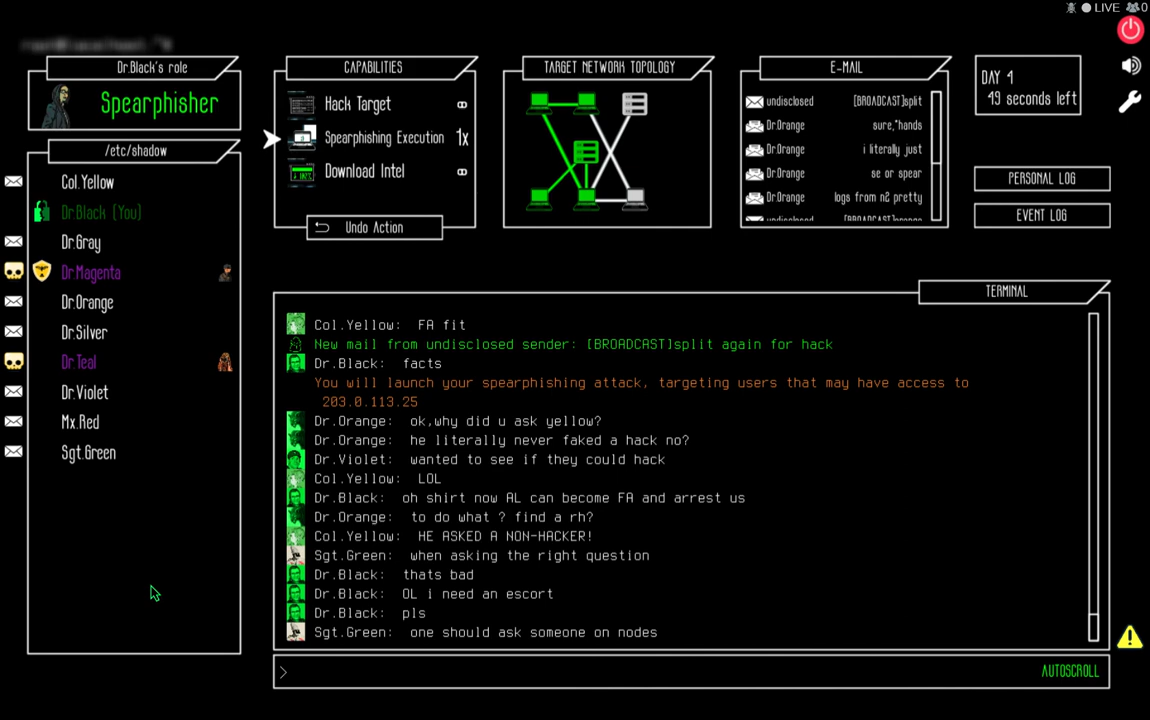 LIVE 0
Dr.Black's role
Spearphisher
/etc/shadow
Col.Yellow
Dr.Black (You)
Dr.Gray
Dr.Magenta
Dr.Orange
Dr.Silver
Dr.Teal
Dr.Violet
Mx.Red
Sgt.Green
CAPABILITIES
Hack Target
Spearphishing Execution 1x
Download Intel
Undo Action
TARGET NETWORK TOPOLOGY
E-MAIL
undisclosed [BROADCAST]split
Dr.Orange sure,"hands
Dr.Orange i literally just
Dr.Orange se or spear
Dr.Orange logs from n2 pretty
DAY 4
49 seconds left
PERSONAL LOG
EVENT LOG
TERMINAL
Col.Yellow: FA fit
New mail from undisclosed sender: [BROADCAST]split again for hack
Dr.Black: facts
You will launch your spearphishing attack, targeting users that may have access to
203.0.113.25
Dr.Orange: ok,why did u ask yellow?
Dr.Orange: he literally never faked a hack no?
Dr.Violet: wanted to see if they could hack
Col.Yellow: LOL
Dr.Black: oh shirt now AL can become FA and arrest us
Dr.Orange: to do what ? find a rh?
Col.Yellow: HE ASKED A NON-HACKER!
Sgt.Green: when asking the right question
Dr.Black: thats bad
Dr.Black: OL i need an escort
Dr.Black: pls
Sgt.Green: one should ask someone on nodes
>
AUTOSCROLL